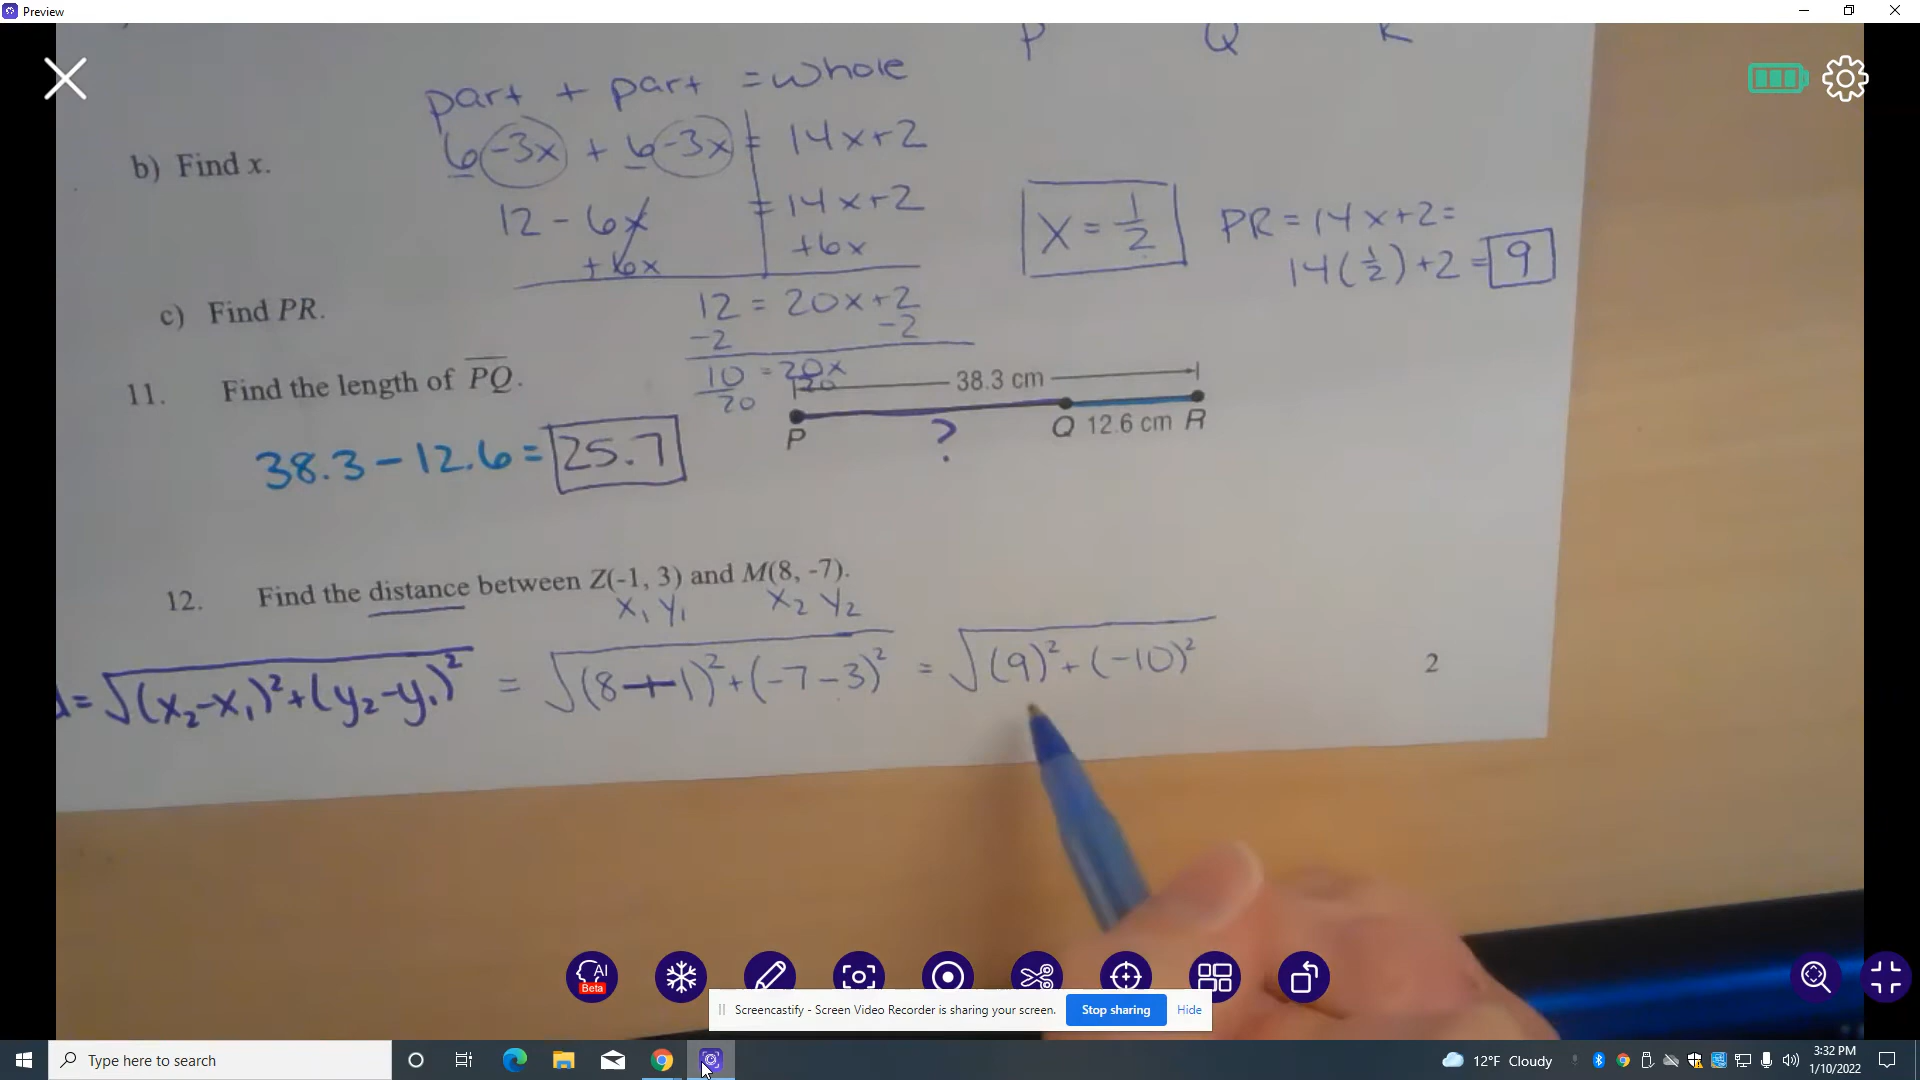 Preview
P Q R
part + part = whole
b) Find x.
6 -3x + 6 -3x = 14x+2
12 - 6x = 14x+2
+6x +6x
x = 1/2
PR = 14x+2 =
14(1/2) +2 = 9
c) Find PR.
12 = 20x+2
-2 -2
10 = 20x
20 20
11. Find the length of PQ.
38.3 cm
P ? Q 12.6 cm R
38.3 - 12.6 = 25.7
12. Find the distance between Z(-1, 3) and M(8, -7).
x₁ y₁ x₂ y₂
d = √(x₂-x₁)²+(y₂-y₁)² = √(8+1)²+(-7-3)² = √(9)²+(-10)²
2
AI
Beta
Screencastify - Screen Video Recorder is sharing your screen.
Stop sharing
Hide
Type here to search
12°F Cloudy
3:32 PM
1/10/2022